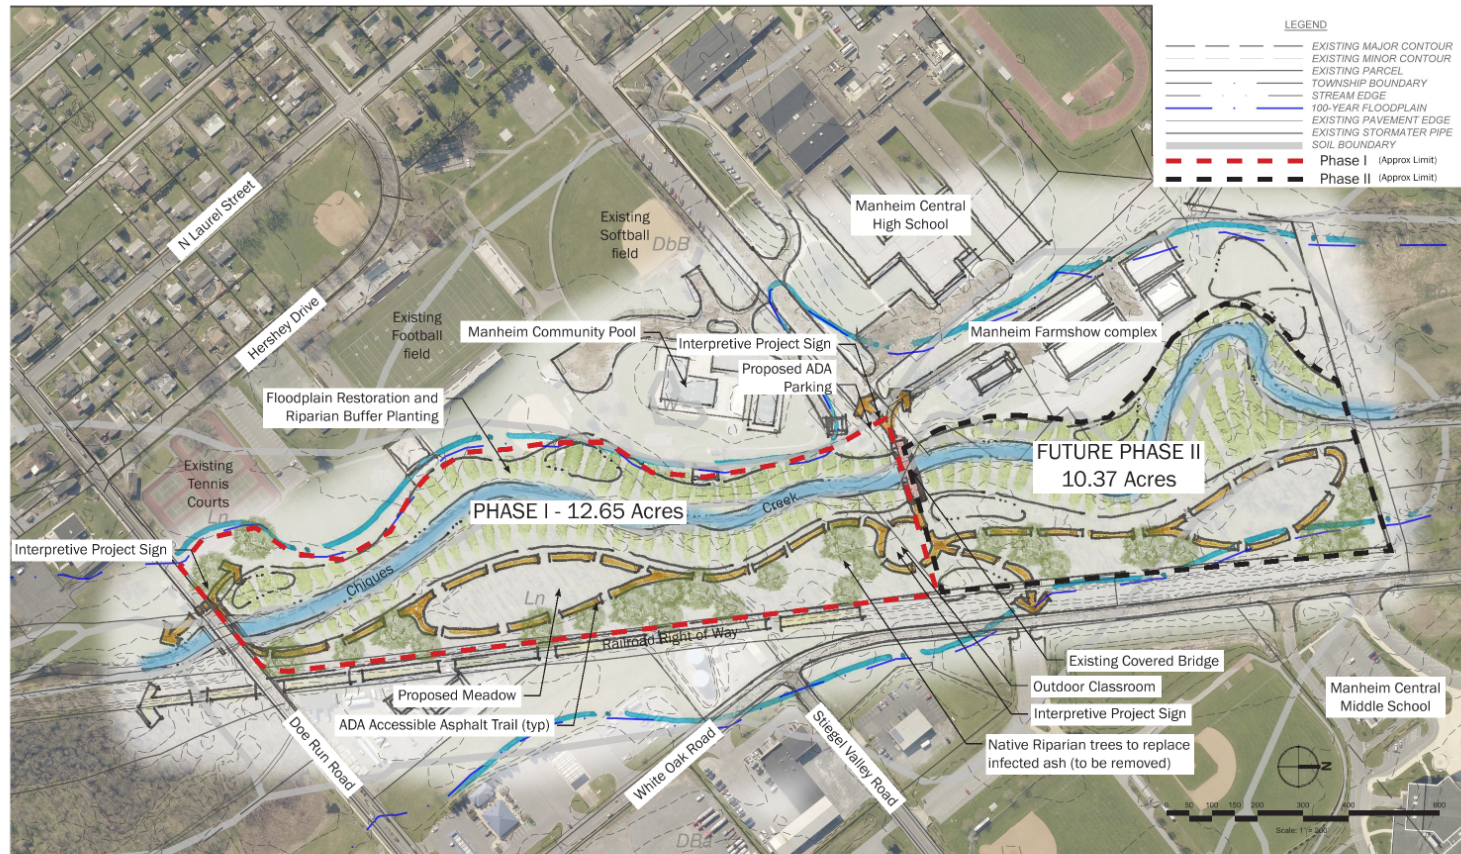 LEGEND
EXISTING MAJOR CONTOUR
EXISTING MINOR CONTOUR
EXISTING PARCEL
TOWNSHIP BOUNDARY
STREAM EDGE
100-YEAR FLOODPLAIN
EXISTING PAVEMENT EDGE
EXISTING STORMATER PIPE
SOIL BOUNDARY
Phase I (Approx Limit)
Phase II (Approx Limit)
N Laurel Street
Hershey Drive
Existing
Softball
field
DbB
Manheim Central
High School
Existing
Football
field
Manheim Community Pool
Interpretive Project Sign
Manheim Farmshow complex
Proposed ADA
Parking
Floodplain Restoration and
Riparian Buffer Planting
Existing
Tennis
Courts
Ln
FUTURE PHASE II
10.37 Acres
PHASE I - 12.65 Acres
Creek
Chiques
Interpretive Project Sign
Ln
Railroad Right of Way
Proposed Meadow
ADA Accessible Asphalt Trail (typ)
Existing Covered Bridge
Outdoor Classroom
Interpretive Project Sign
Native Riparian trees to replace
infected ash (to be removed)
Manheim Central
Middle School
Doe Run Road
White Oak Road
Stiegel Valley Road
DBa
N
0 50 100 150 200 300 400 600
Scale: 1" = 200'